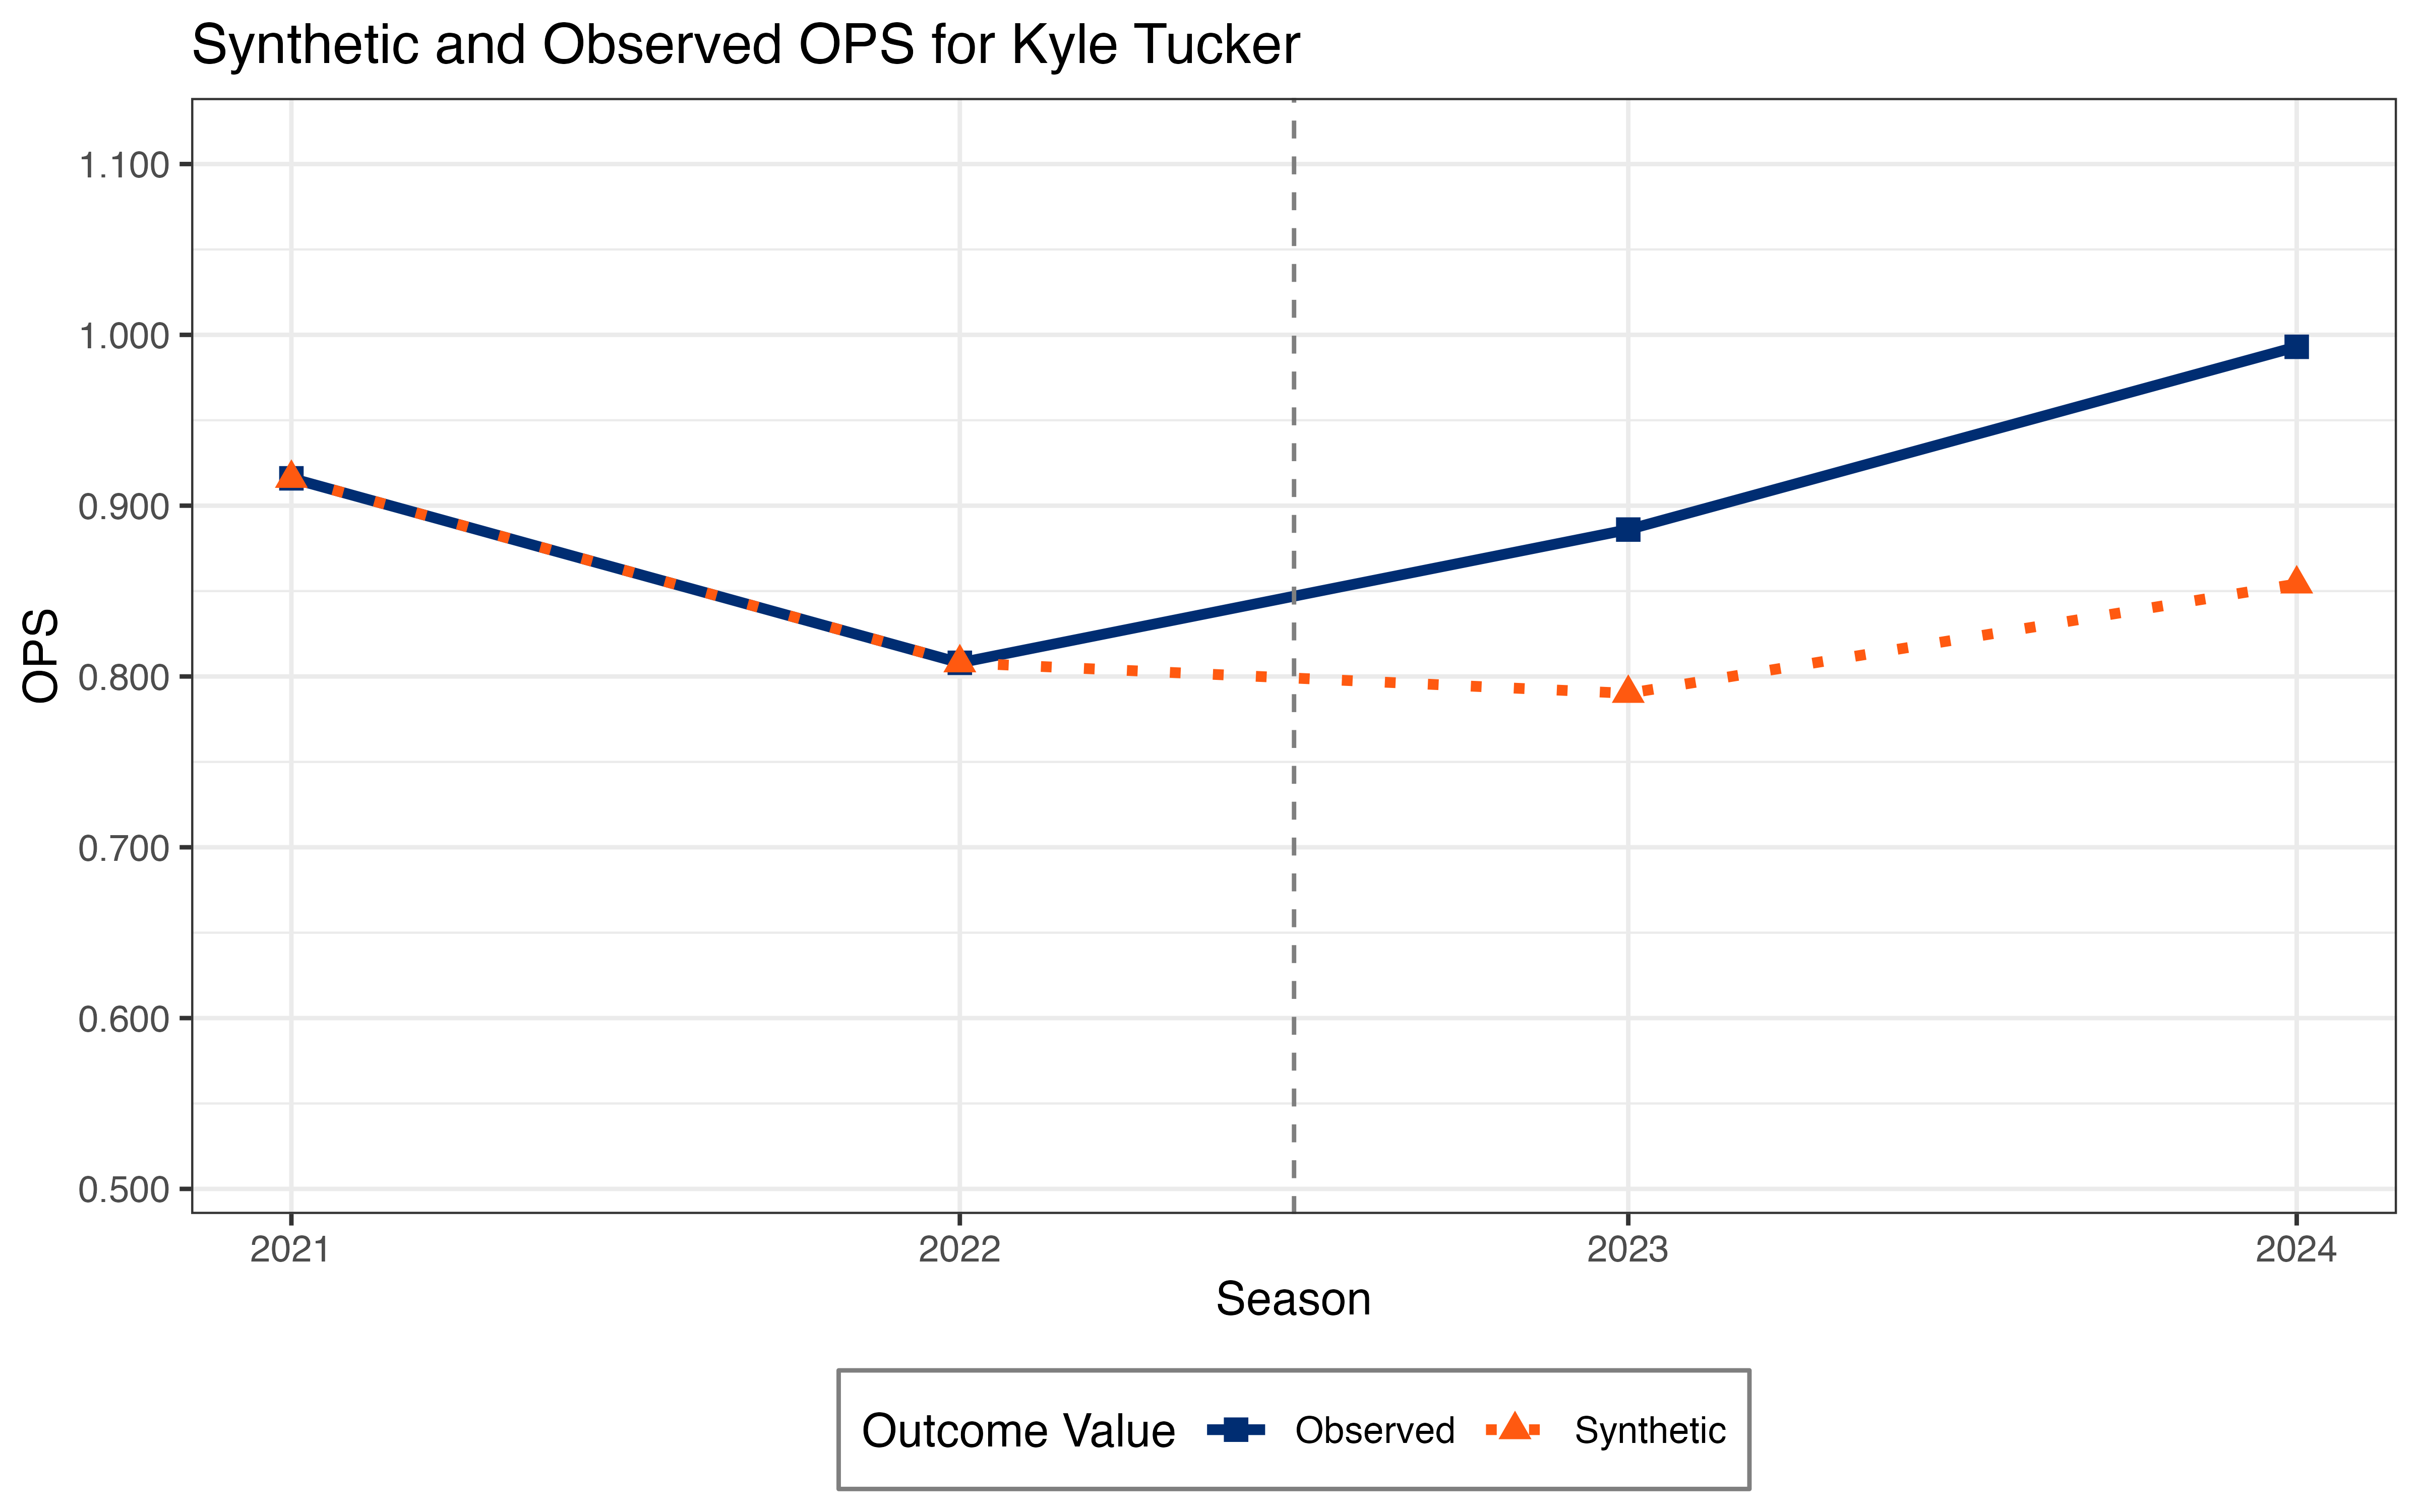 Synthetic and Observed OPS for Kyle Tucker
1.100
1.000
0.900
0.800
0.700
0.600
0.500
OPS
2021 2022 2023 2024
Season
Outcome Value Observed Synthetic